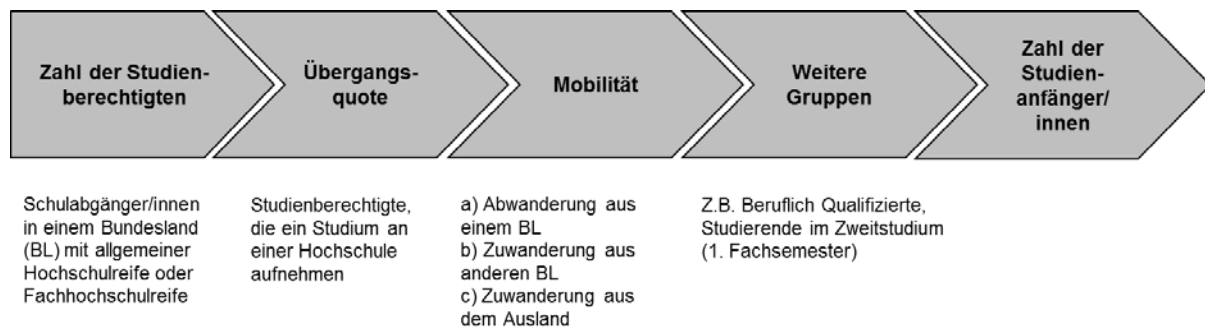 Zahl der Studien-
berechtigten
Übergangs-
quote
Mobilität
Weitere
Gruppen
Zahl der
Studien-
anfänger/
innen
Schulabgänger/innen
in einem Bundesland
(BL) mit allgemeiner
Hochschulreife oder
Fachhochschulreife
Studienberechtigte,
die ein Studium an
einer Hochschule
aufnehmen
a) Abwanderung aus
einem BL
b) Zuwanderung aus
anderen BL
c) Zuwanderung aus
dem Ausland
Z.B. Beruflich Qualifizierte,
Studierende im Zweitstudium
(1. Fachsemester)